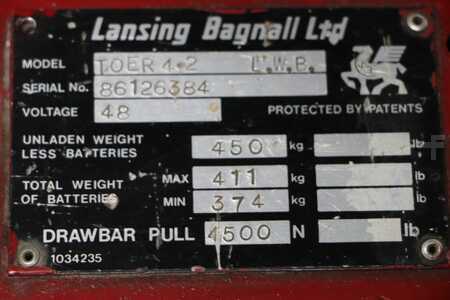 Lansing Bagnall Ltd
MODEL TOER 4·2 L.W.B.
SERIAL No. 86126384
VOLTAGE 48
PROTECTED BY PATENTS
UNLADEN WEIGHT LESS BATTERIES 450 kg lb
TOTAL WEIGHT OF BATTERIES MAX 411 kg lb
MIN 374 kg lb
DRAWBAR PULL 4500 N lb
1034235